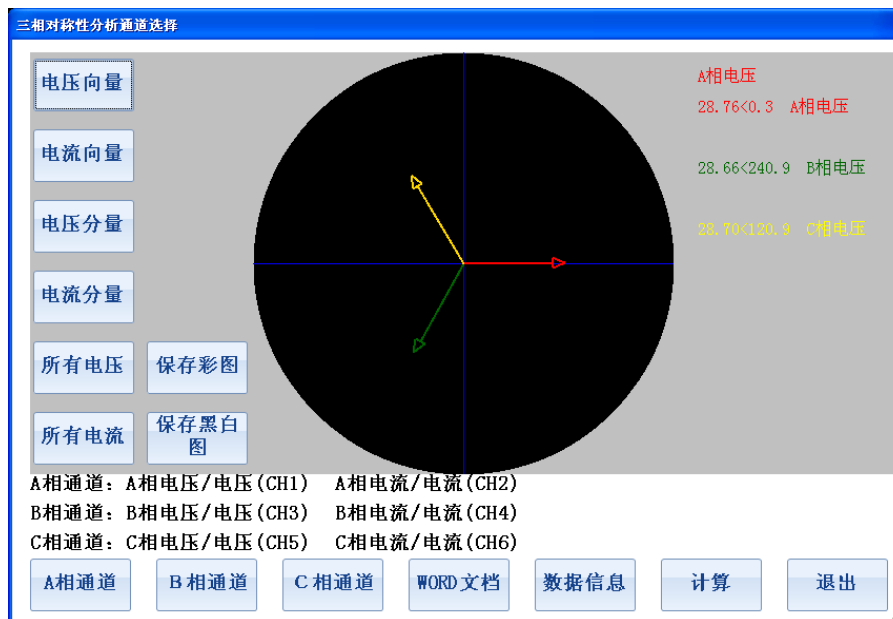 三相对称性分析通道选择
电压向量
电流向量
电压分量
电流分量
所有电压
保存彩图
所有电流
保存黑白
图
A相电压
28.76<0.3 A相电压
28.66<240.9 B相电压
28.70<120.9 C相电压
A相通道: A相电压/电压(CH1) A相电流/电流(CH2)
B相通道: B相电压/电压(CH3) B相电流/电流(CH4)
C相通道: C相电压/电压(CH5) C相电流/电流(CH6)
A相通道
B相通道
C相通道
WORD文档
数据信息
计算
退出